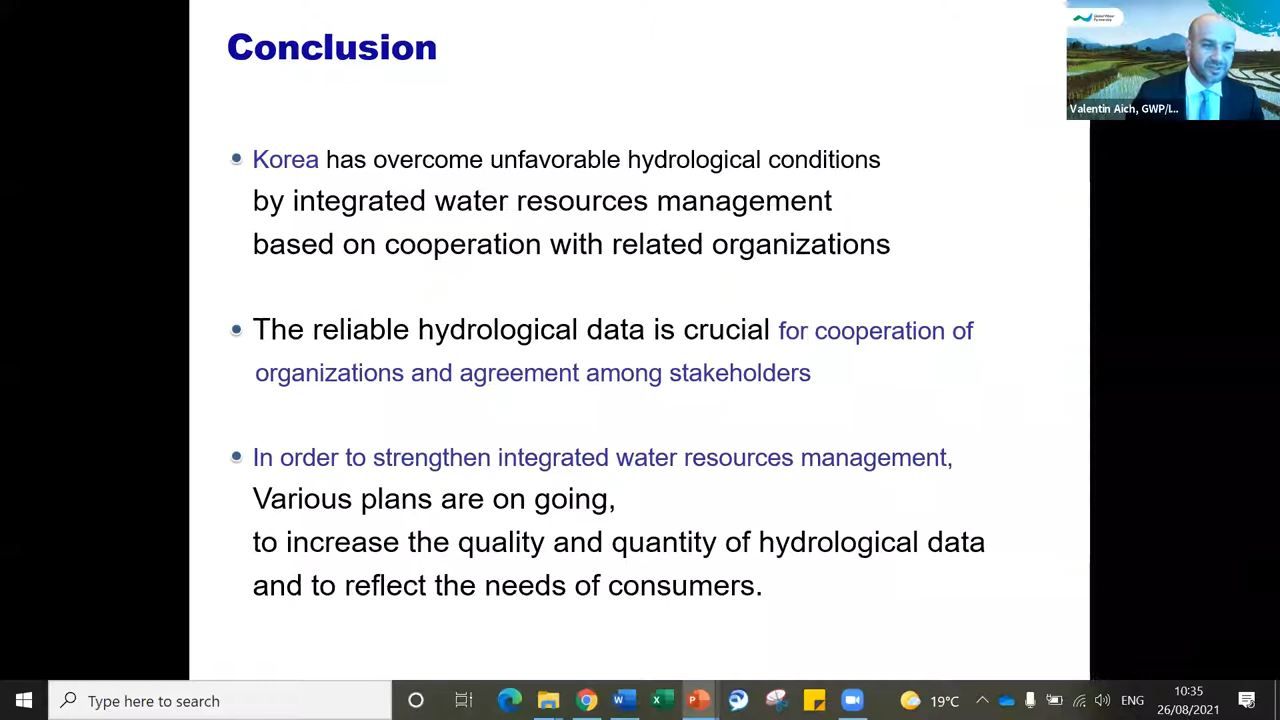 Conclusion
Global Water
Partnership
Valentin Aich, GWP/I...
• Korea has overcome unfavorable hydrological conditions
by integrated water resources management
based on cooperation with related organizations
• The reliable hydrological data is crucial for cooperation of
organizations and agreement among stakeholders
• In order to strengthen integrated water resources management,
Various plans are on going,
to increase the quality and quantity of hydrological data
and to reflect the needs of consumers.
Type here to search
19°C
ENG
10:35
26/08/2021